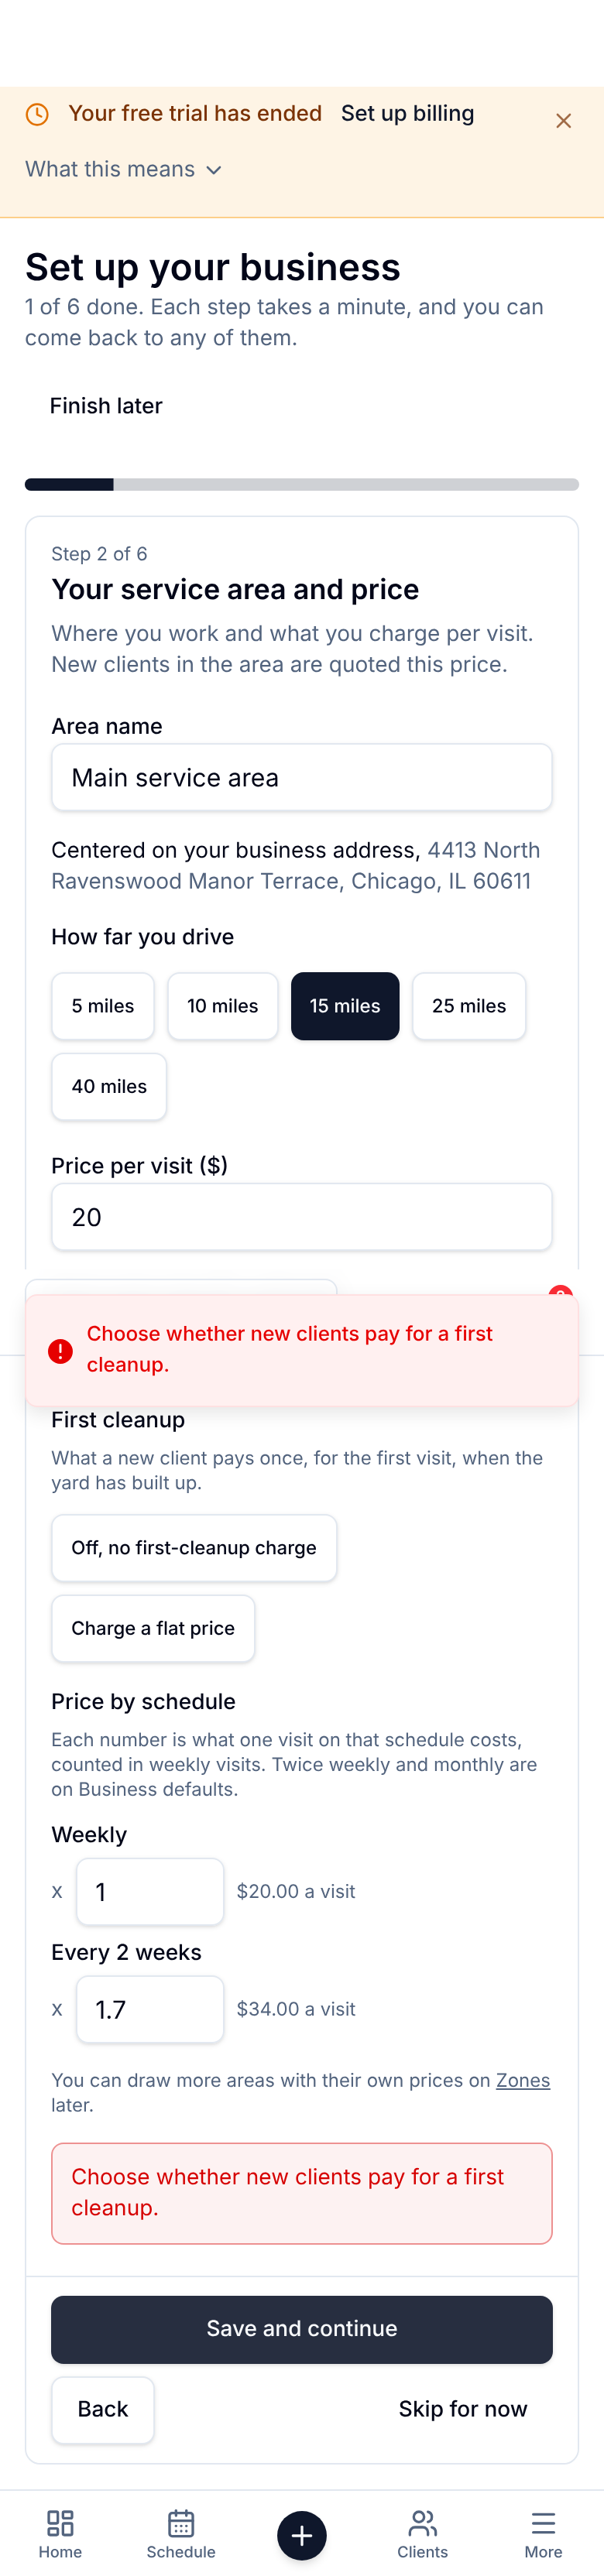 Your free trial has ended Set up billing
What this means
Set up your business
1 of 6 done. Each step takes a minute, and you can
come back to any of them.
Finish later
Step 2 of 6
Your service area and price
Where you work and what you charge per visit.
New clients in the area are quoted this price.
Area name
Main service area
Centered on your business address, 4413 North
Ravenswood Manor Terrace, Chicago, IL 60611
How far you drive
5 miles 10 miles 15 miles 25 miles
40 miles
Price per visit ($)
20
Choose whether new clients pay for a first
cleanup.
First cleanup
What a new client pays once, for the first visit, when the
yard has built up.
Off, no first-cleanup charge
Charge a flat price
Price by schedule
Each number is what one visit on that schedule costs,
counted in weekly visits. Twice weekly and monthly are
on Business defaults.
Weekly
x 1 $20.00 a visit
Every 2 weeks
x 1.7 $34.00 a visit
You can draw more areas with their own prices on Zones
later.
Choose whether new clients pay for a first
cleanup.
Save and continue
Back Skip for now
Home Schedule Clients More